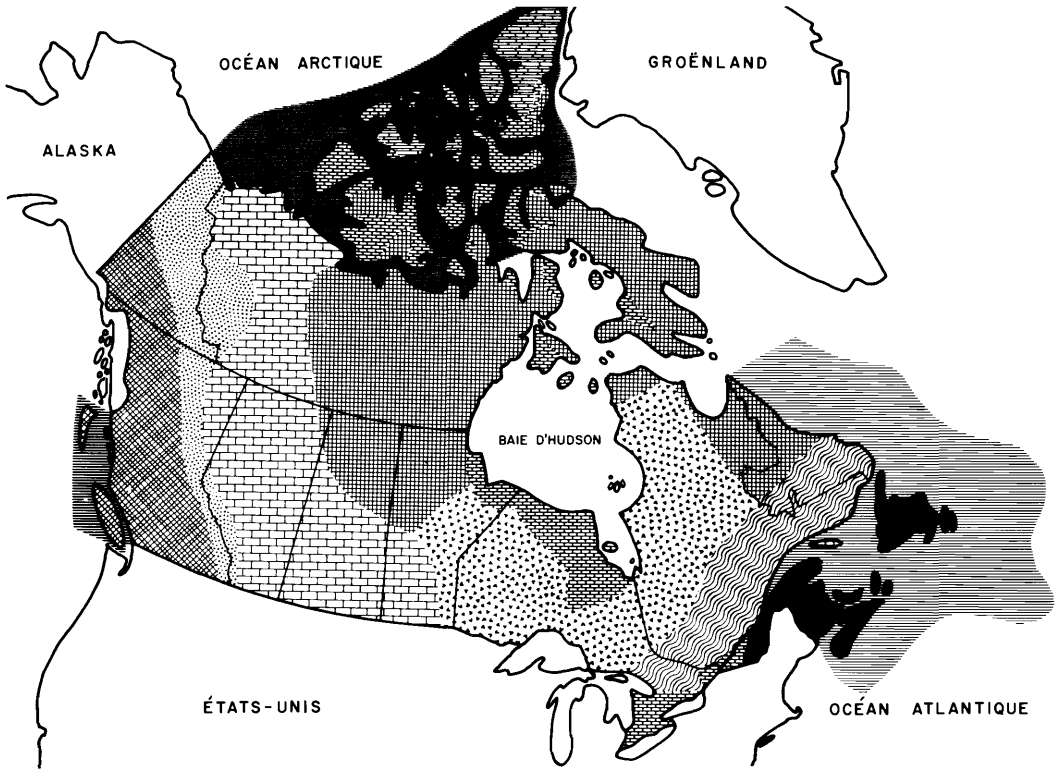 OCÉAN ARCTIQUE
GROËNLAND
ALASKA
BAIE D'HUDSON
ÉTATS-UNIS
OCÉAN ATLANTIQUE